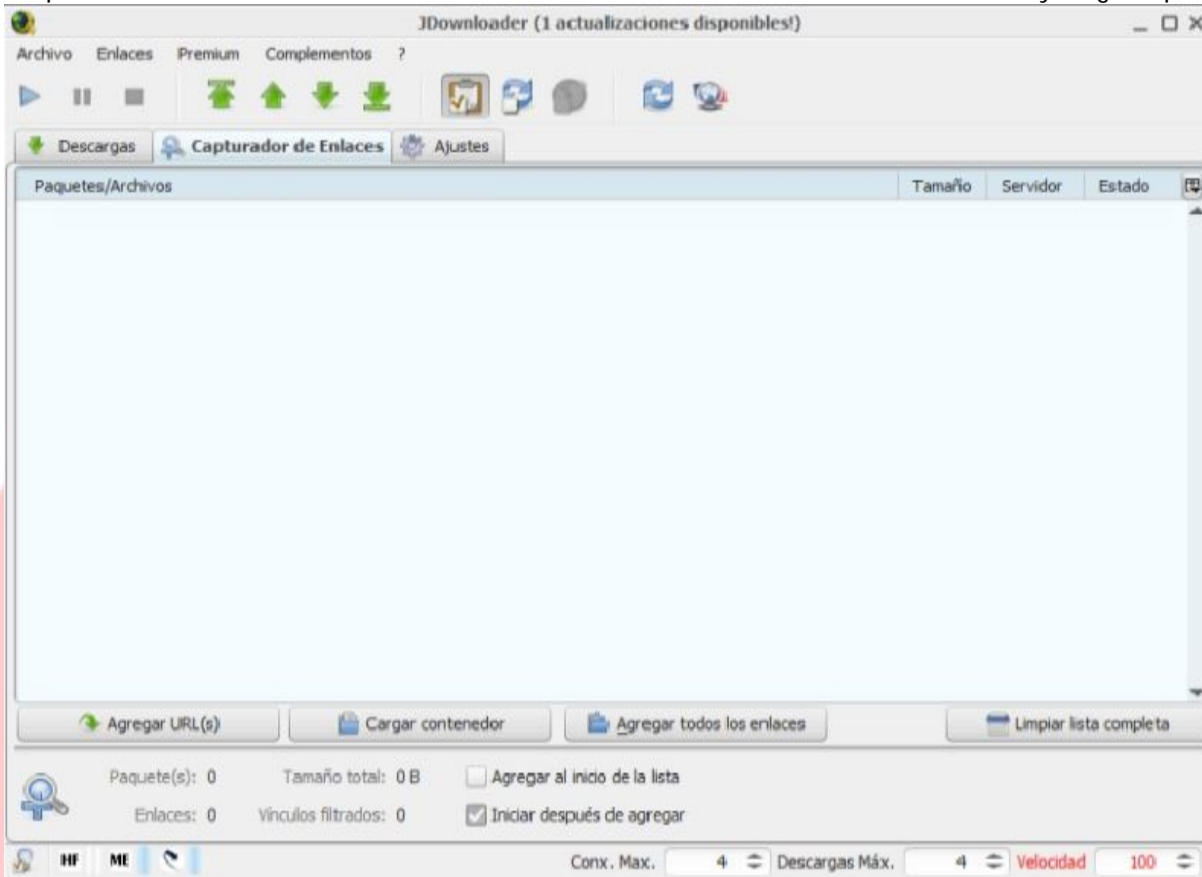 JDownloader (1 actualizaciones disponibles!)
Archivo Enlaces Premium Complementos ?
Descargas Capturador de Enlaces Ajustes
Paquetes/Archivos Tamaño Servidor Estado
Agregar URL(s) Cargar contenedor Agregar todos los enlaces Limpiar lista completa
Paquete(s): 0 Tamaño total: 0 B Agregar al inicio de la lista
Enlaces: 0 Vínculos filtrados: 0 Iniciar después de agregar
HF ME Conx. Max. 4 Descargas Máx. 4 Velocidad 100